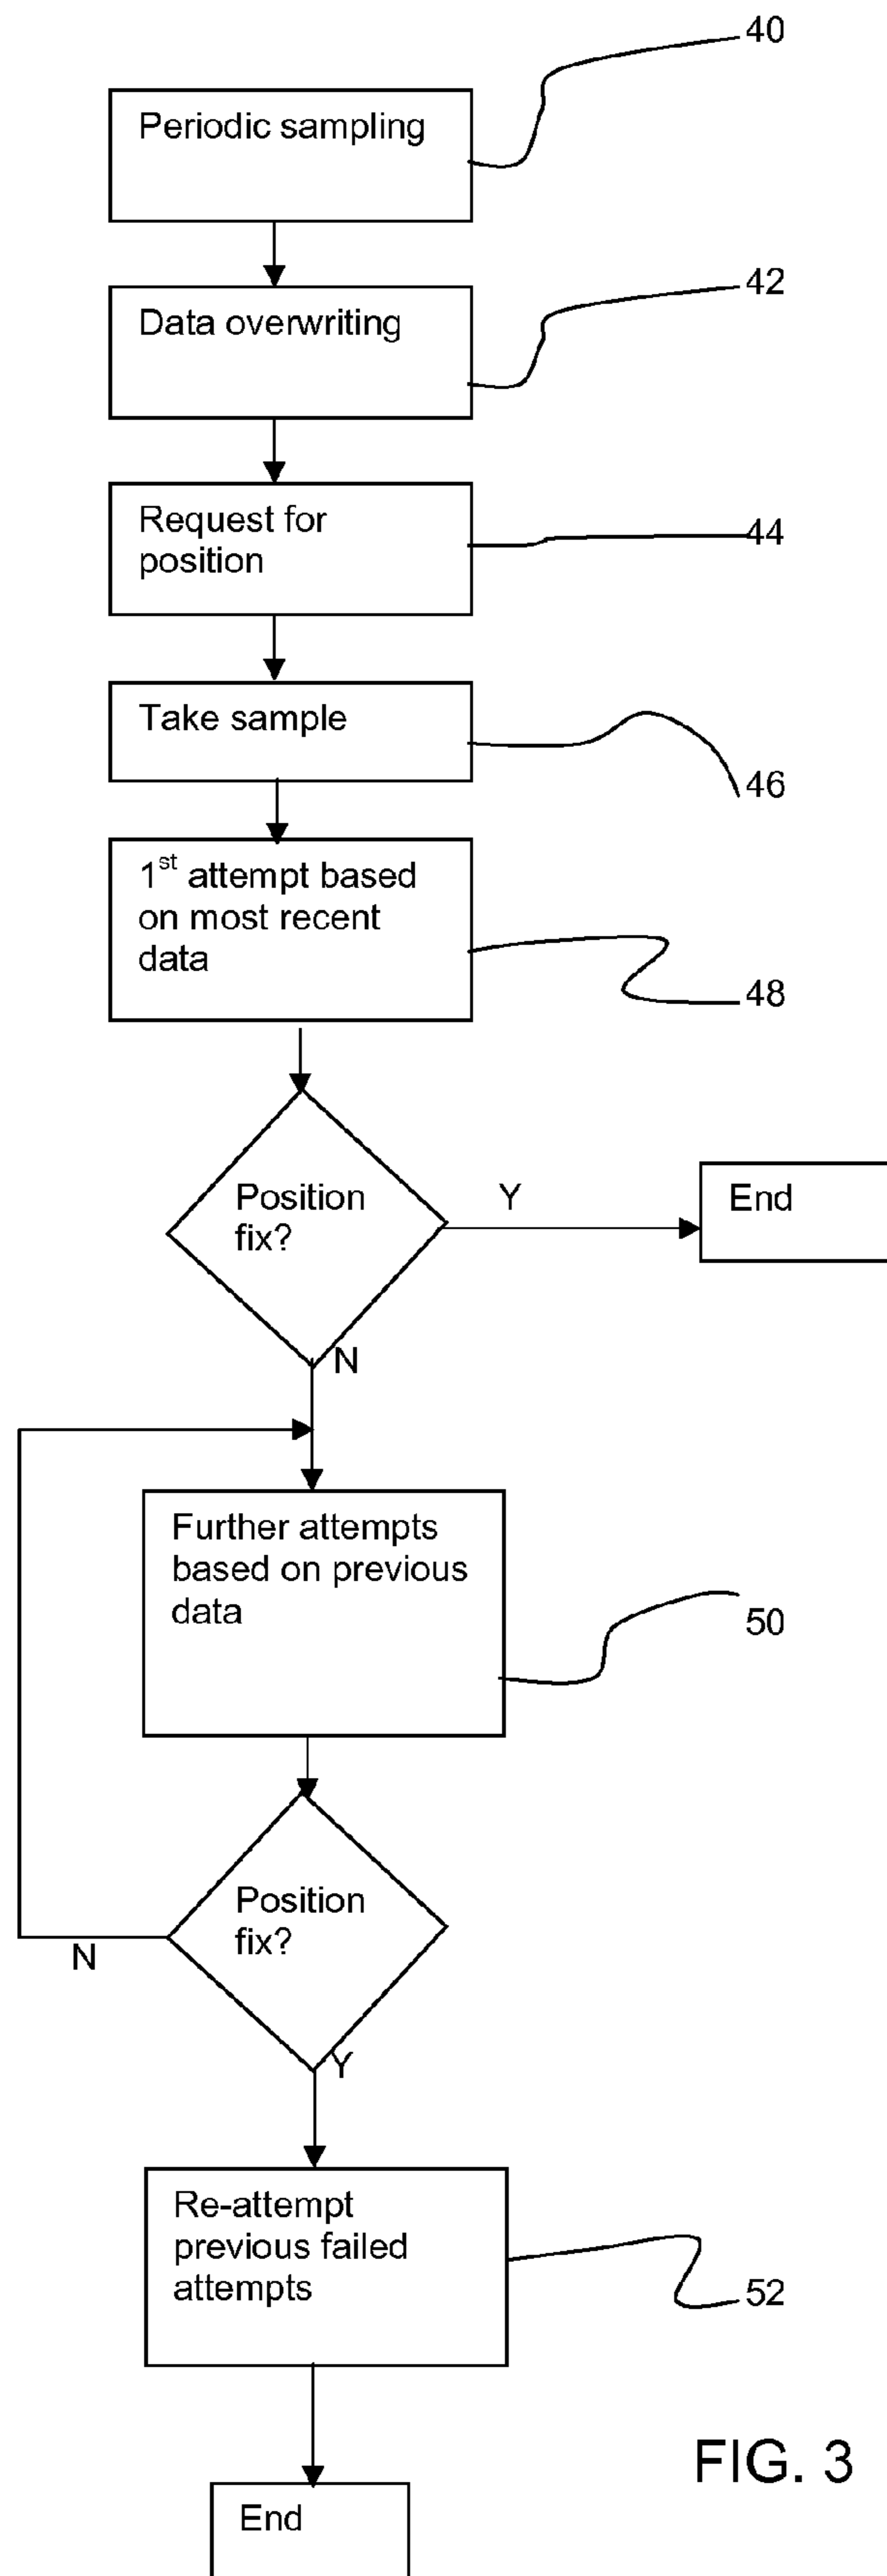 40
Periodic sampling
42
Data overwriting
Request for
position
44
Take sample
46
1st attempt based
on most recent
data
48
Position
fix?
Y
End
N
Further attempts
based on previous
data
50
Position
fix?
N
Y
Re-attempt
previous failed
attempts
52
FIG. 3
End